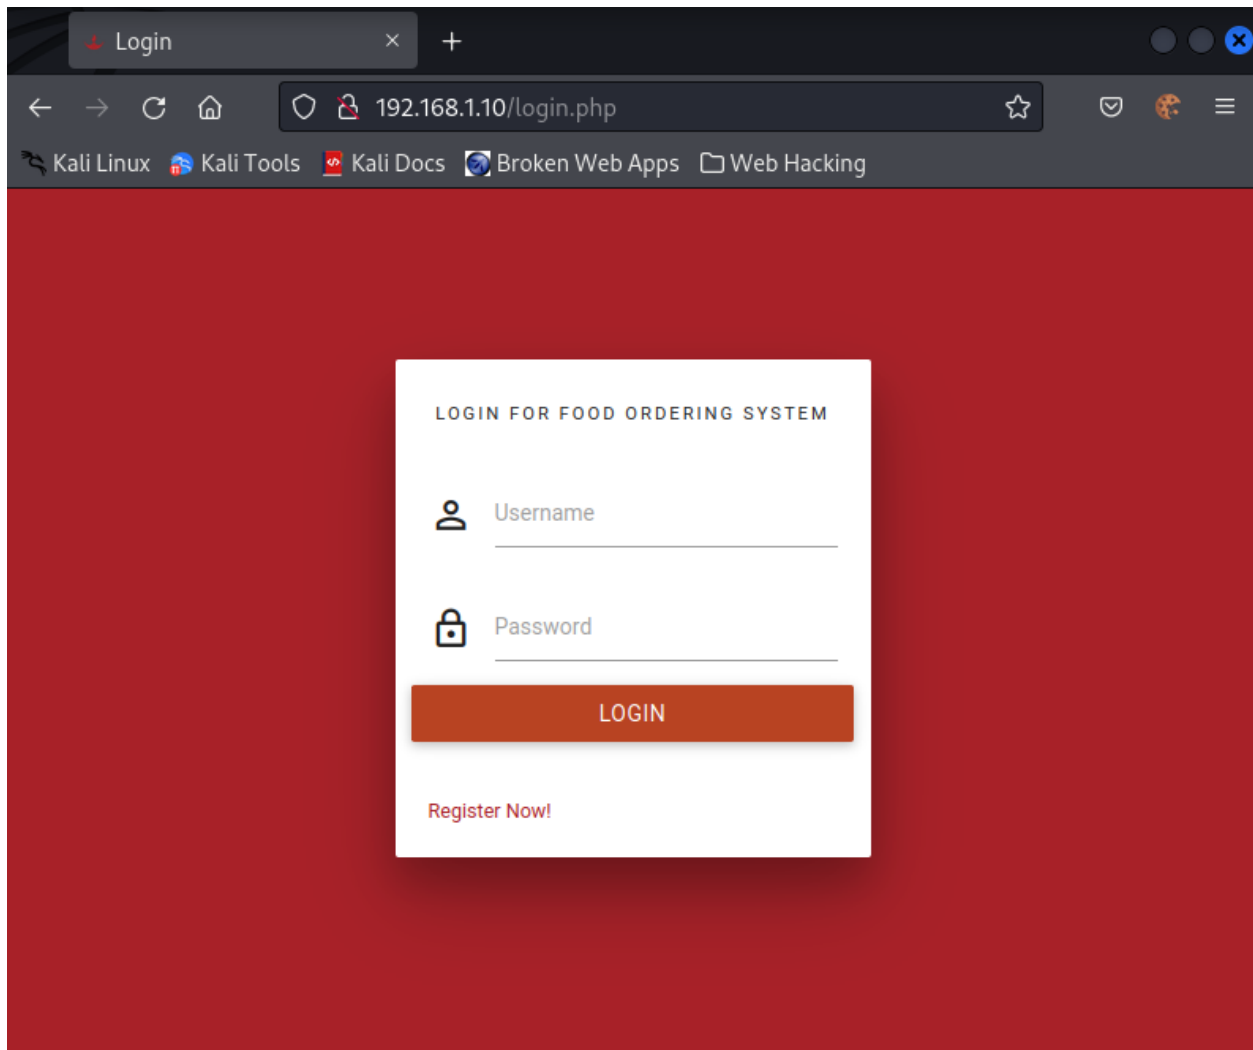 Login
192.168.1.10/login.php
Kali Linux Kali Tools Kali Docs Broken Web Apps Web Hacking
LOGIN FOR FOOD ORDERING SYSTEM
Username
Password
LOGIN
Register Now!